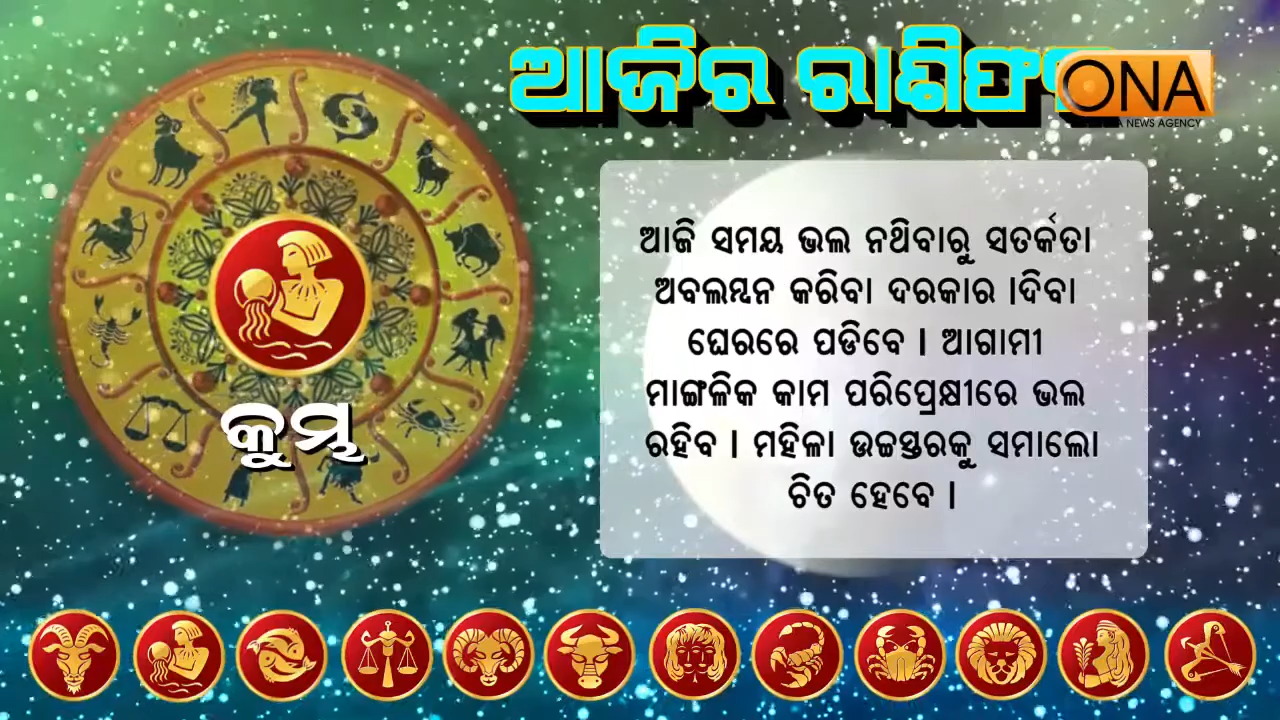 ଆଜିର
ONA
A NEWS AGENCY
ଆଜି ସମୟ ଭଲ ନଥିବାରୁ ସତର୍କତା
ଅବଲମ୍ବନ କରିବା ଦରକାର ।ଦିବା
ଘେରରେ ପଡିବେ । ଆଗାମୀ
ମାଙ୍ଗଳିକ କାମ ପରିପ୍ରେକ୍ଷୀରେ ଭଲ
ରହିବ । ମହିଳା ଉଚ୍ଚସ୍ତରକୁ ସମାଲୋ
ଚିତ ହେବେ ।
କୁମ୍ଭ